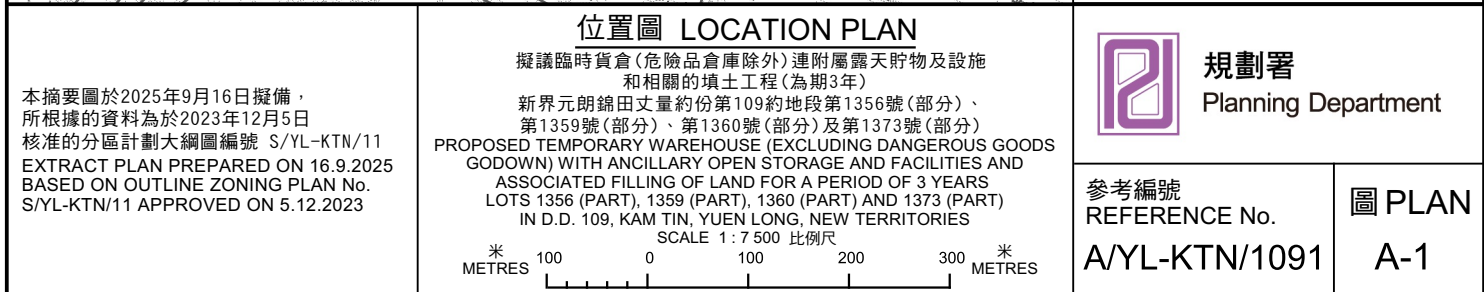 本摘要圖於2025年9月16日擬備，
所根據的資料為於2023年12月5日
核准的分區計劃大綱圖編號 S/YL-KTN/11
EXTRACT PLAN PREPARED ON 16.9.2025
BASED ON OUTLINE ZONING PLAN No.
S/YL-KTN/11 APPROVED ON 5.12.2023
位置圖 LOCATION PLAN
擬議臨時貨倉(危險品倉庫除外)連附屬露天貯物及設施
和相關的填土工程(為期3年)
新界元朗錦田丈量約份第109約地段第1356號(部分)、
第1359號(部分)、第1360號(部分)及第1373號(部分)
PROPOSED TEMPORARY WAREHOUSE (EXCLUDING DANGEROUS GOODS
GODOWN) WITH ANCILLARY OPEN STORAGE AND FACILITIES AND
ASSOCIATED FILLING OF LAND FOR A PERIOD OF 3 YEARS
LOTS 1356 (PART), 1359 (PART), 1360 (PART) AND 1373 (PART)
IN D.D. 109, KAM TIN, YUEN LONG, NEW TERRITORIES
SCALE 1 : 7 500 比例尺
米 METRES 100 0 100 200 300 米 METRES
規劃署
Planning Department
參考編號
REFERENCE No.
A/YL-KTN/1091
圖 PLAN
A-1